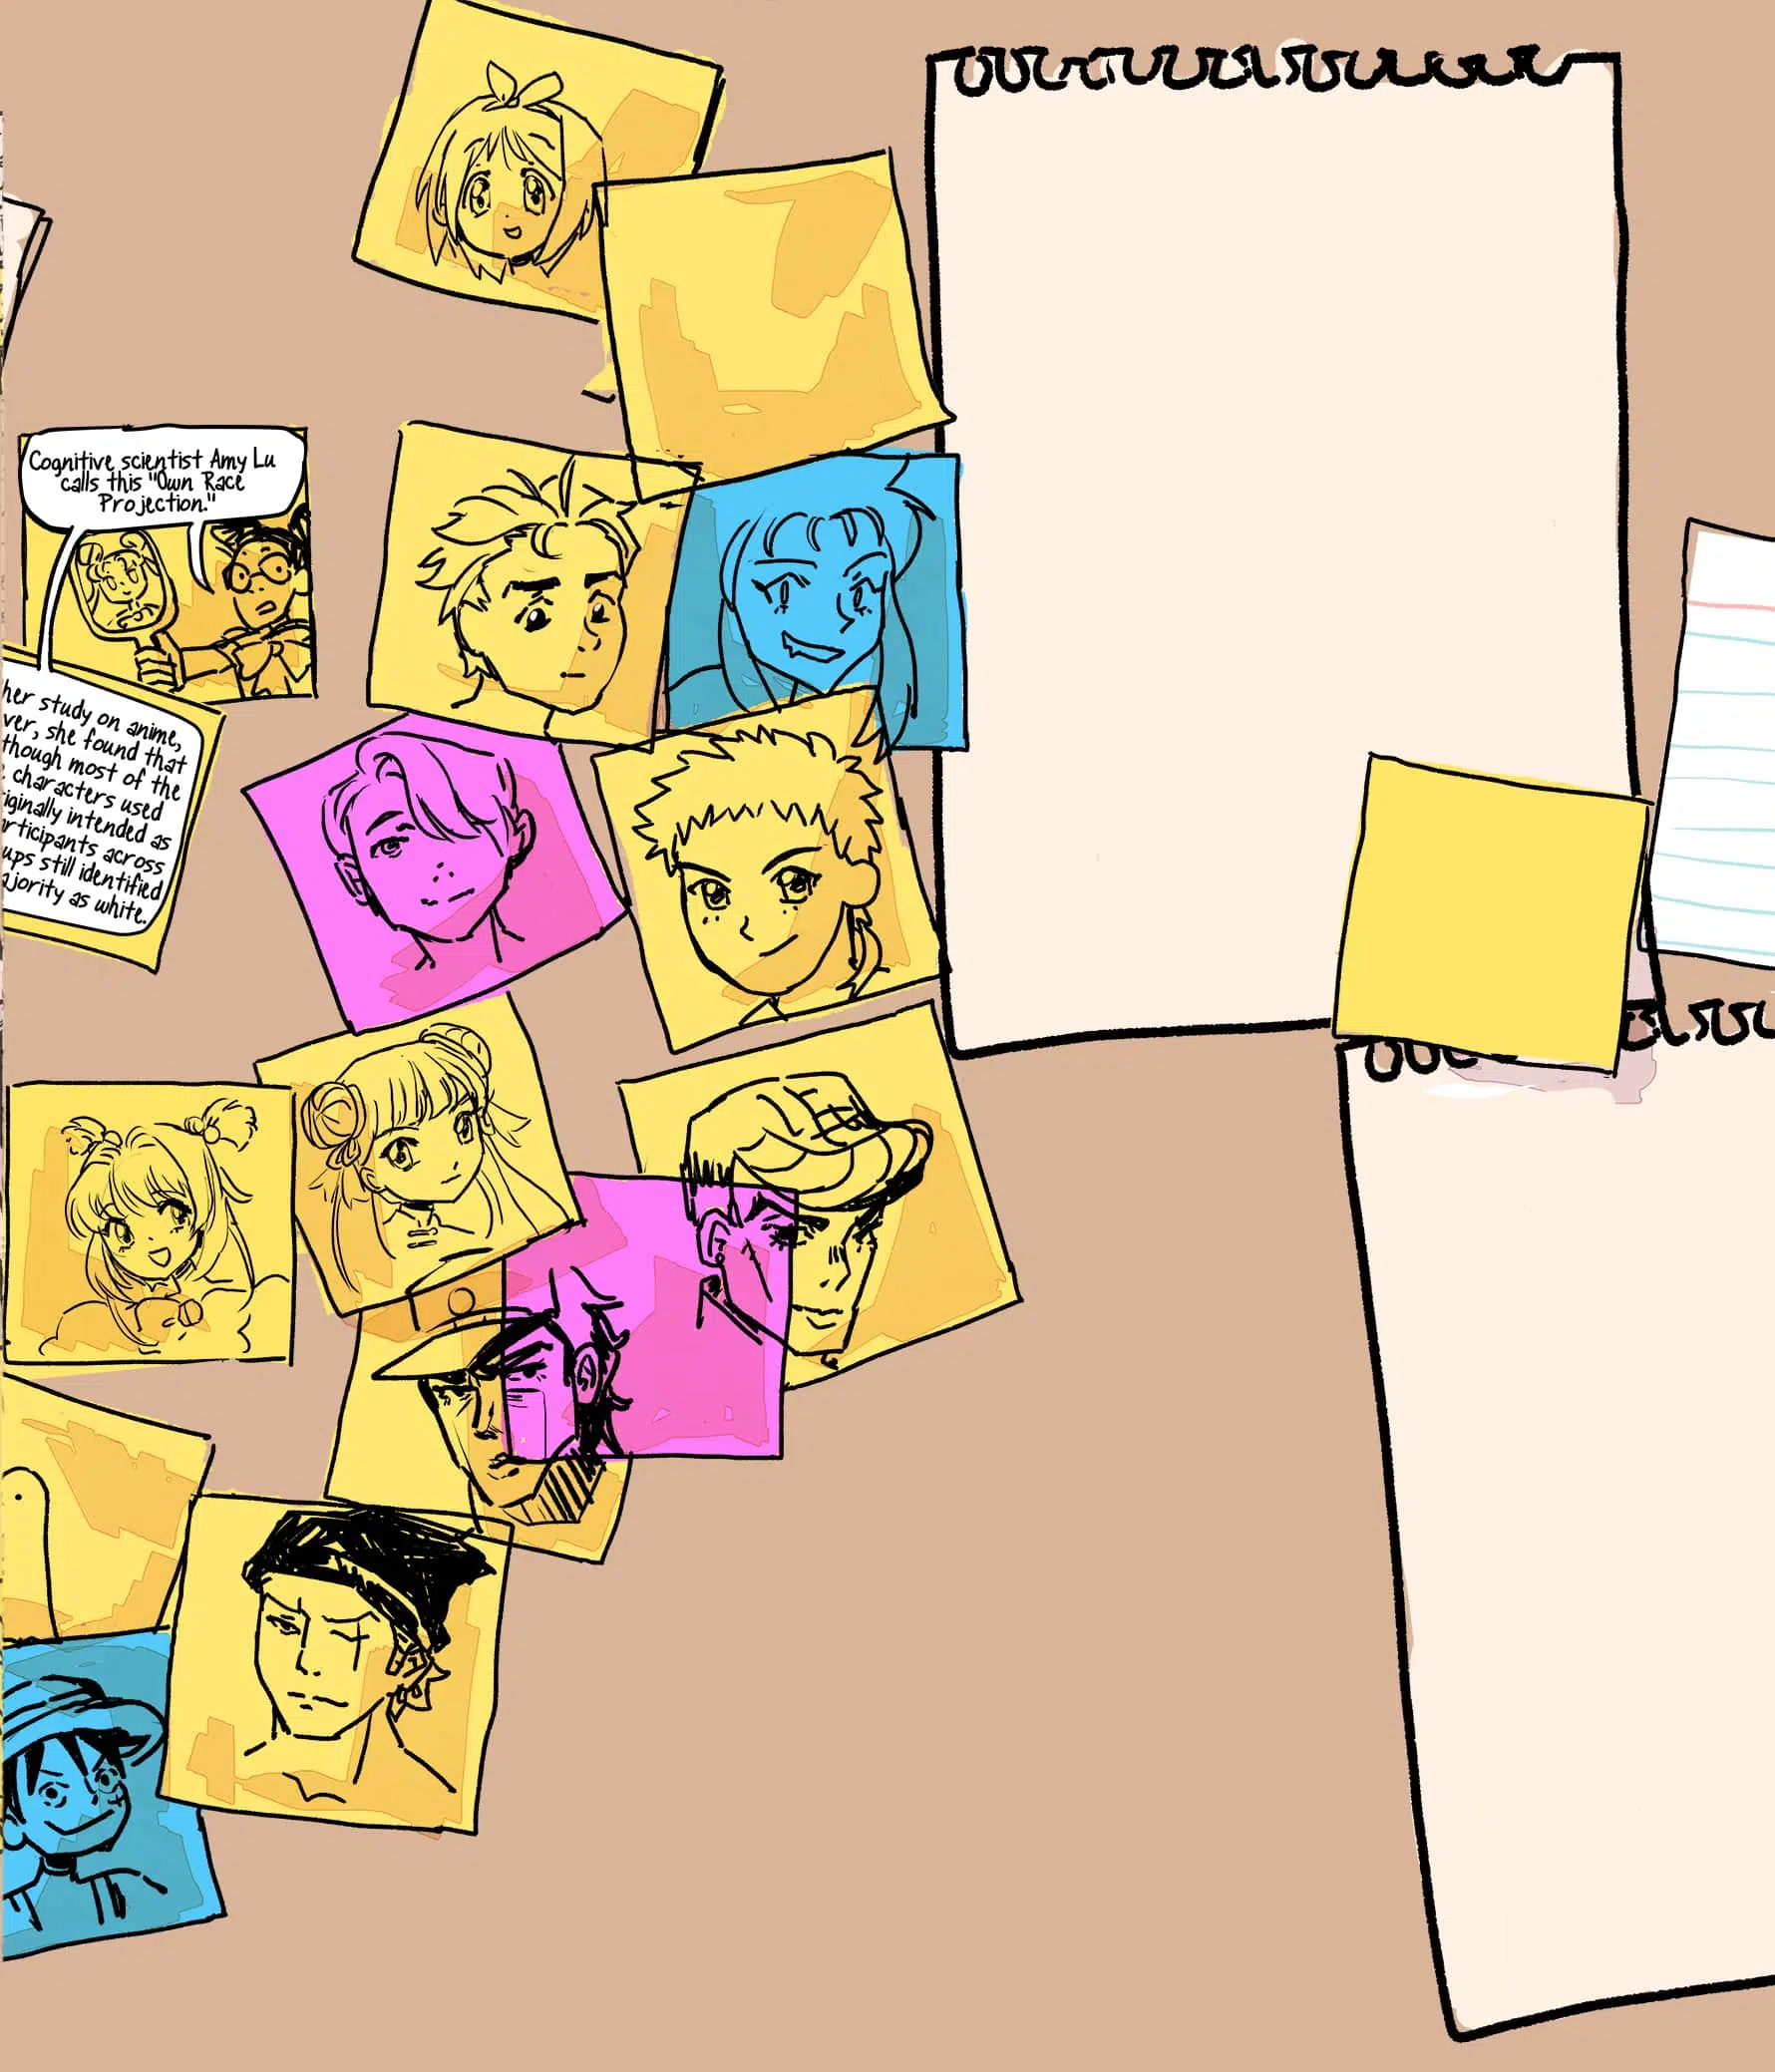 Cognitive scientist Amy Lu
calls this "Own Race
Projection."
her study on anime,
ver, she found that
though most of the
characters used
iginally intended as
rticipants across
ups still identified
ajority as white.